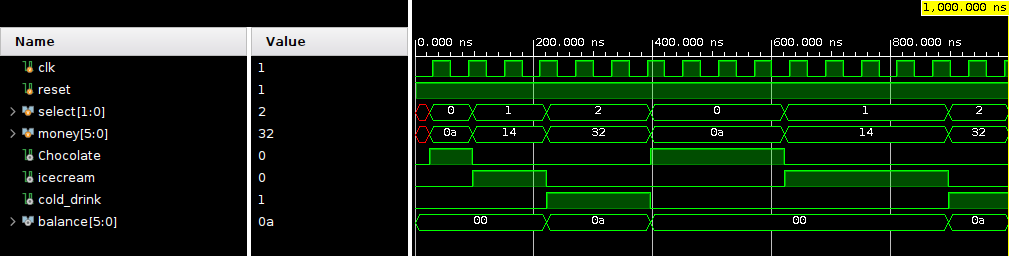 1,000.000 ns
Name Value
0.000 ns 200.000 ns 400.000 ns 600.000 ns 800.000 ns
clk 1
reset 1
select[1:0] 2 0 1 2 0 1 2
money[5:0] 32 0a 14 32 0a 14 32
Chocolate 0
icecream 0
cold_drink 1
balance[5:0] 0a 00 0a 00 0a